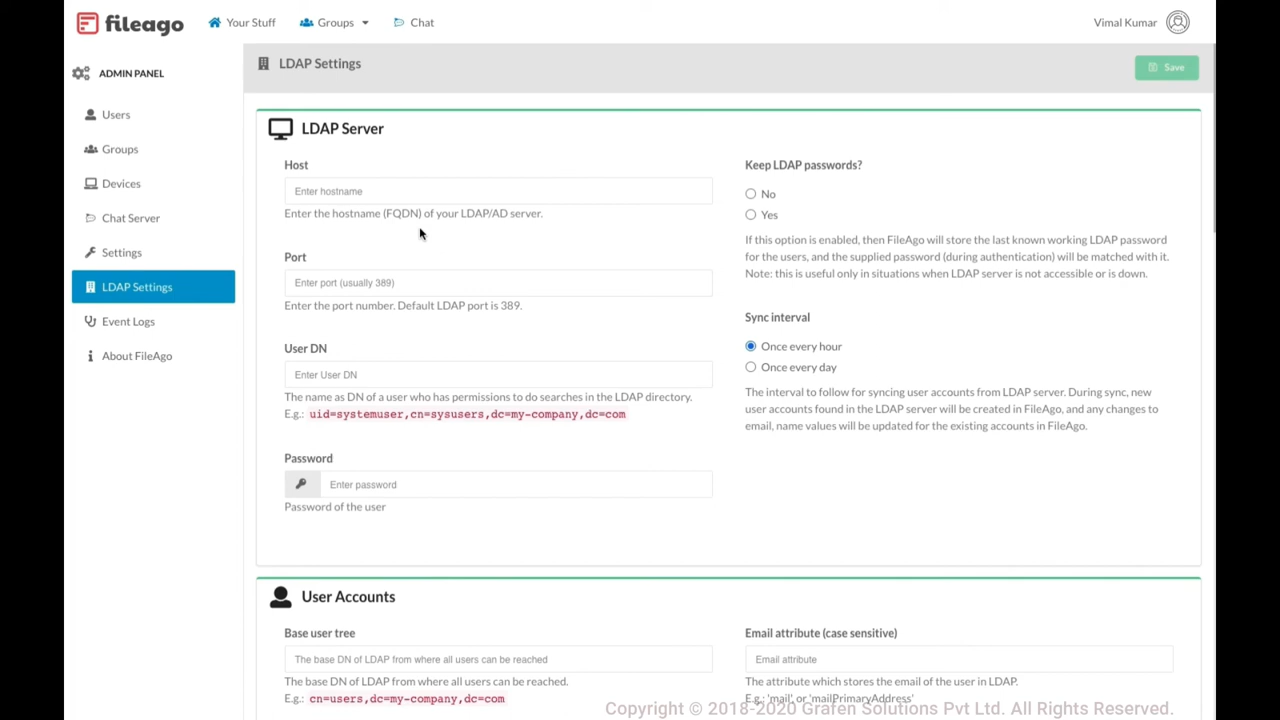 fileago
Your Stuff
Groups
Chat
Vimal Kumar
ADMIN PANEL
Users
Groups
Devices
Chat Server
Settings
LDAP Settings
Event Logs
About FileAgo
LDAP Settings
Save
LDAP Server
Host
Enter hostname
Enter the hostname (FQDN) of your LDAP/AD server.
Port
Enter port (usually 389)
Enter the port number. Default LDAP port is 389.
User DN
Enter User DN
The name as DN of a user who has permissions to do searches in the LDAP directory.
E.g.: uid=systemuser,cn=sysusers,dc=my-company,dc=com
Password
Enter password
Password of the user
Keep LDAP passwords?
No
Yes
If this option is enabled, then FileAgo will store the last known working LDAP password
for the users, and the supplied password (during authentication) will be matched with it.
Note: this is useful only in situations when LDAP server is not accessible or is down.
Sync interval
Once every hour
Once every day
The interval to follow for syncing user accounts from LDAP server. During sync, new
user accounts found in the LDAP server will be created in FileAgo, and any changes to
email, name values will be updated for the existing accounts in FileAgo.
User Accounts
Base user tree
The base DN of LDAP from where all users can be reached
The base DN of LDAP from where all users can be reached.
E.g.: cn=users,dc=my-company,dc=com
Email attribute (case sensitive)
Email attribute
The attribute which stores the email of the user in LDAP.
E.g.: 'mail', or 'mailPrimaryAddress'
Copyright © 2018-2020 Grafen Solutions Pvt Ltd. All Rights Reserved.